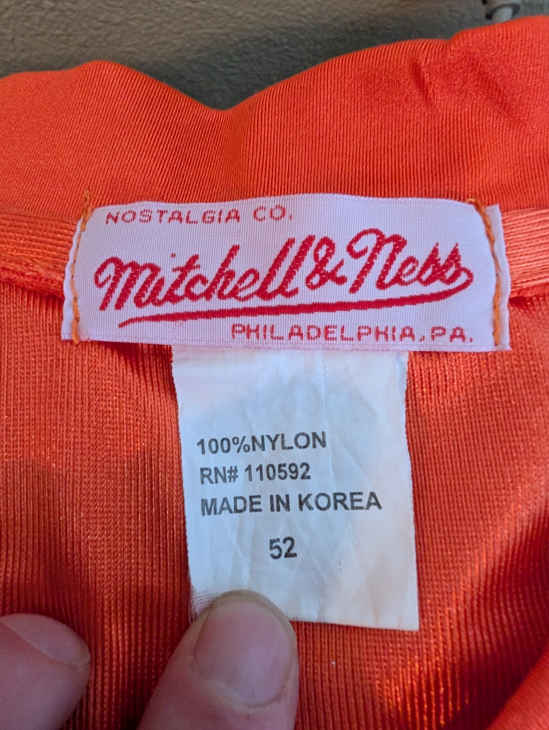 NOSTALGIA CO.
Mitchell & Ness
PHILADELPHIA, PA.
100%NYLON
RN# 110592
MADE IN KOREA
52